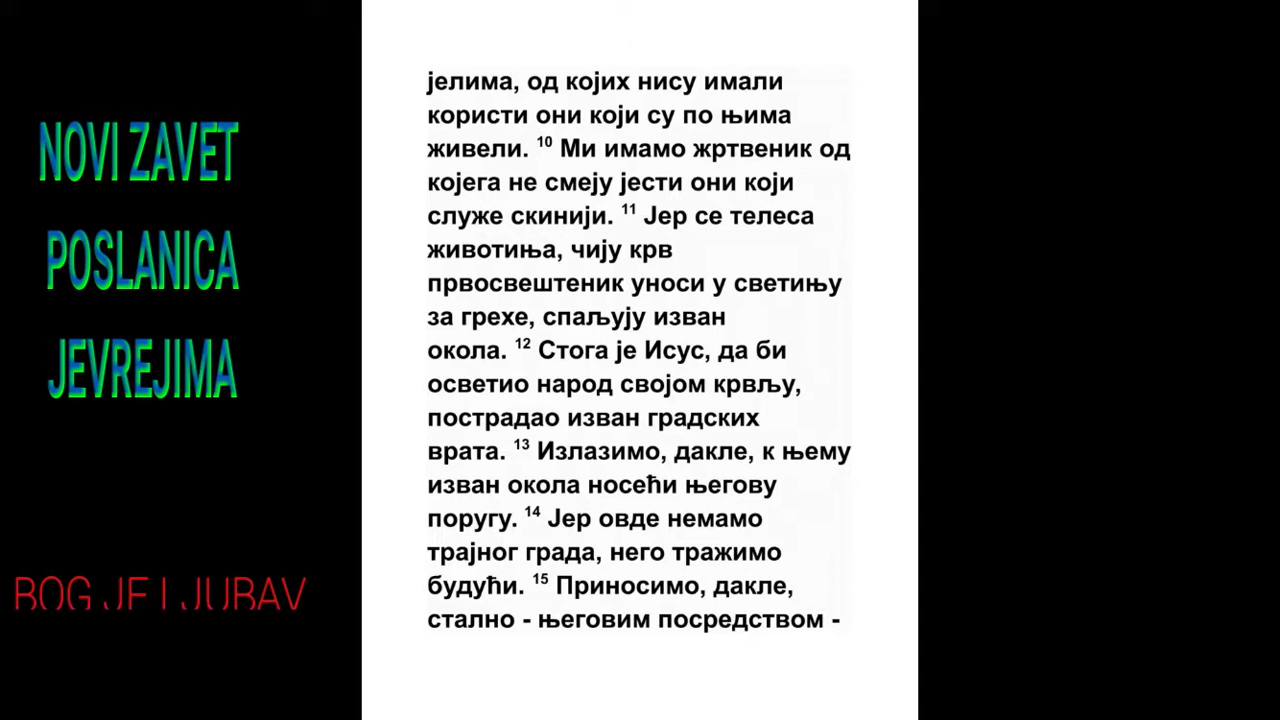 NOVI ZAVET
POSLANICA
JEVREJIMA
BOG JE LJUBAV
јелима, од којих нису имали
користи они који су по њима
живели. 10 Ми имамо жртвеник од
којега не смеју јести они који
служе скинији. 11 Јер се телеса
животиња, чију крв
првосвештеник уноси у светињу
за грехе, спаљују изван
окола. 12 Стога је Исус, да би
осветио народ својом крвљу,
пострадао изван градских
врата. 13 Излазимо, дакле, к њему
изван окола носећи његову
поругу. 14 Јер овде немамо
трајног града, него тражимо
будући. 15 Приносимо, дакле,
стално - његовим посредством -